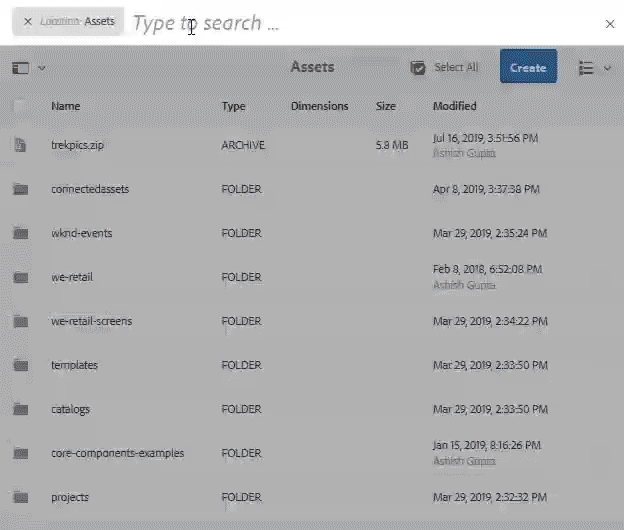 × Location: Assets Type to search ... ×
Assets Select All Create
Name Type Dimensions Size Modified
trekpics.zip ARCHIVE 5.8 MB Jul 16, 2019, 3:51:56 PM
Ashish Gupta
connectedassets FOLDER Apr 8, 2019, 3:37:38 PM
wknd-events FOLDER Mar 29, 2019, 2:35:24 PM
we-retail FOLDER Feb 8, 2018, 6:52:08 PM
Ashish Gupta
we-retail-screens FOLDER Mar 29, 2019, 2:34:22 PM
templates FOLDER Mar 29, 2019, 2:33:50 PM
catalogs FOLDER Mar 29, 2019, 2:33:50 PM
core-components-examples FOLDER Jan 15, 2019, 8:16:26 PM
Ashish Gupta
projects FOLDER Mar 29, 2019, 2:32:32 PM